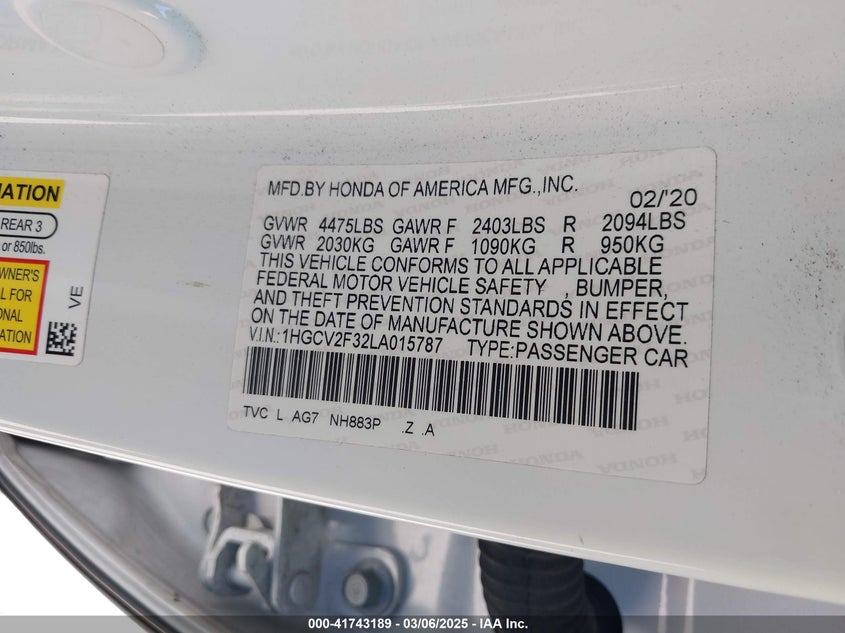 MATION
REAR 3
or 850lbs.
WNER'S
L FOR
ONAL
ATION
VE
MFD.BY HONDA OF AMERICA MFG.,INC.
02/'20
GVWR 4475LBS GAWR F 2403LBS R 2094LBS
GVWR 2030KG GAWR F 1090KG R 950KG
THIS VEHICLE CONFORMS TO ALL APPLICABLE
FEDERAL MOTOR VEHICLE SAFETY , BUMPER,
AND THEFT PREVENTION STANDARDS IN EFFECT
ON THE DATE OF MANUFACTURE SHOWN ABOVE.
V.I.N.:1HGCV2F32LA015787 TYPE:PASSENGER CAR
TVC L AG7 NH883P .Z .A
000-41743189 - 03/06/2025 - IAA Inc.